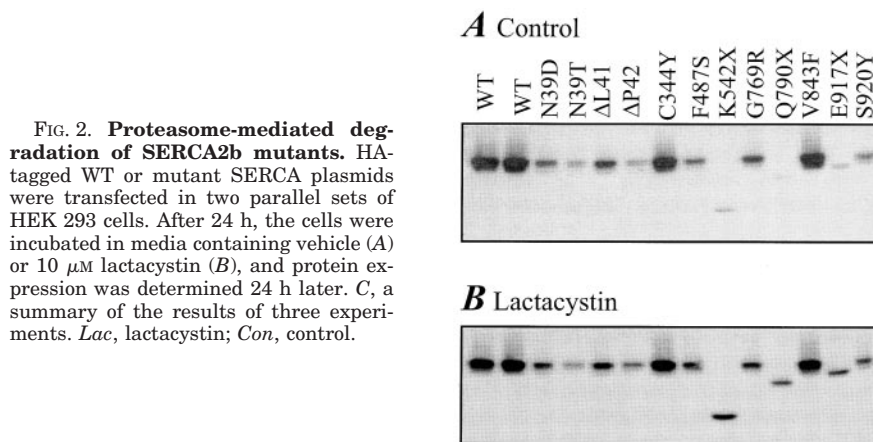 FIG. 2. Proteasome-mediated deg-
radation of SERCA2b mutants. HA-
tagged WT or mutant SERCA plasmids
were transfected in two parallel sets of
HEK 293 cells. After 24 h, the cells were
incubated in media containing vehicle (A)
or 10 μM lactacystin (B), and protein ex-
pression was determined 24 h later. C, a
summary of the results of three experi-
ments. Lac, lactacystin; Con, control.
A Control
WT WT N39D N39T ΔL41 ΔP42 C344Y F487S K542X G769R Q790X V843F E917X S920Y
B Lactacystin